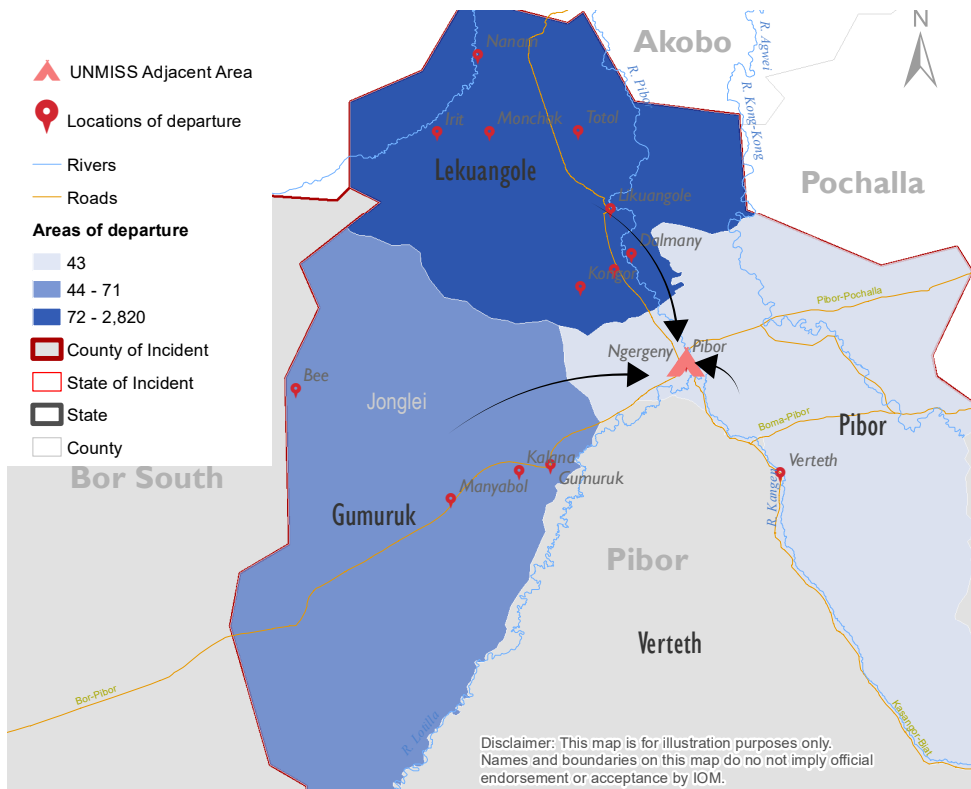 UNMISS Adjacent Area
Locations of departure
Rivers
Roads
Areas of departure
43
44 - 71
72 - 2,820
County of Incident
State of Incident
State
County
N
Akobo
R. Agwei
Nanam
R. Pibor
R. Kong-Kong
Irit
Monchak
Totol
Lekuangole
Pochalla
Likuangole
Dalmany
Kongor
Pibor-Pochalla
Ngergeny
Pibor
Bee
Jonglei
Boma-Pibor
Pibor
Kalana
Gumuruk
Verteth
Bor South
Manyabol
R. Kangen
Gumuruk
Pibor
Verteth
Bor-Pibor
R. Lotilla
Kasangor-Biat
Disclaimer: This map is for illustration purposes only.
Names and boundaries on this map do no not imply official
endorsement or acceptance by IOM.